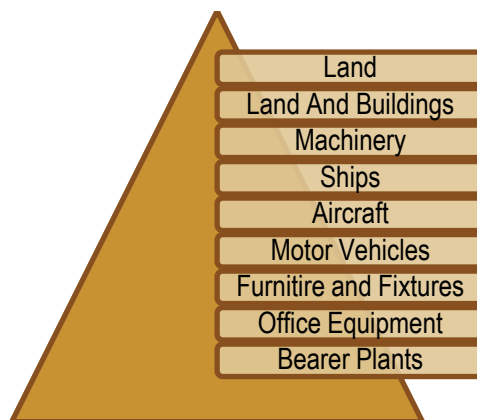 Land
Land And Buildings
Machinery
Ships
Aircraft
Motor Vehicles
Furnitire and Fixtures
Office Equipment
Bearer Plants